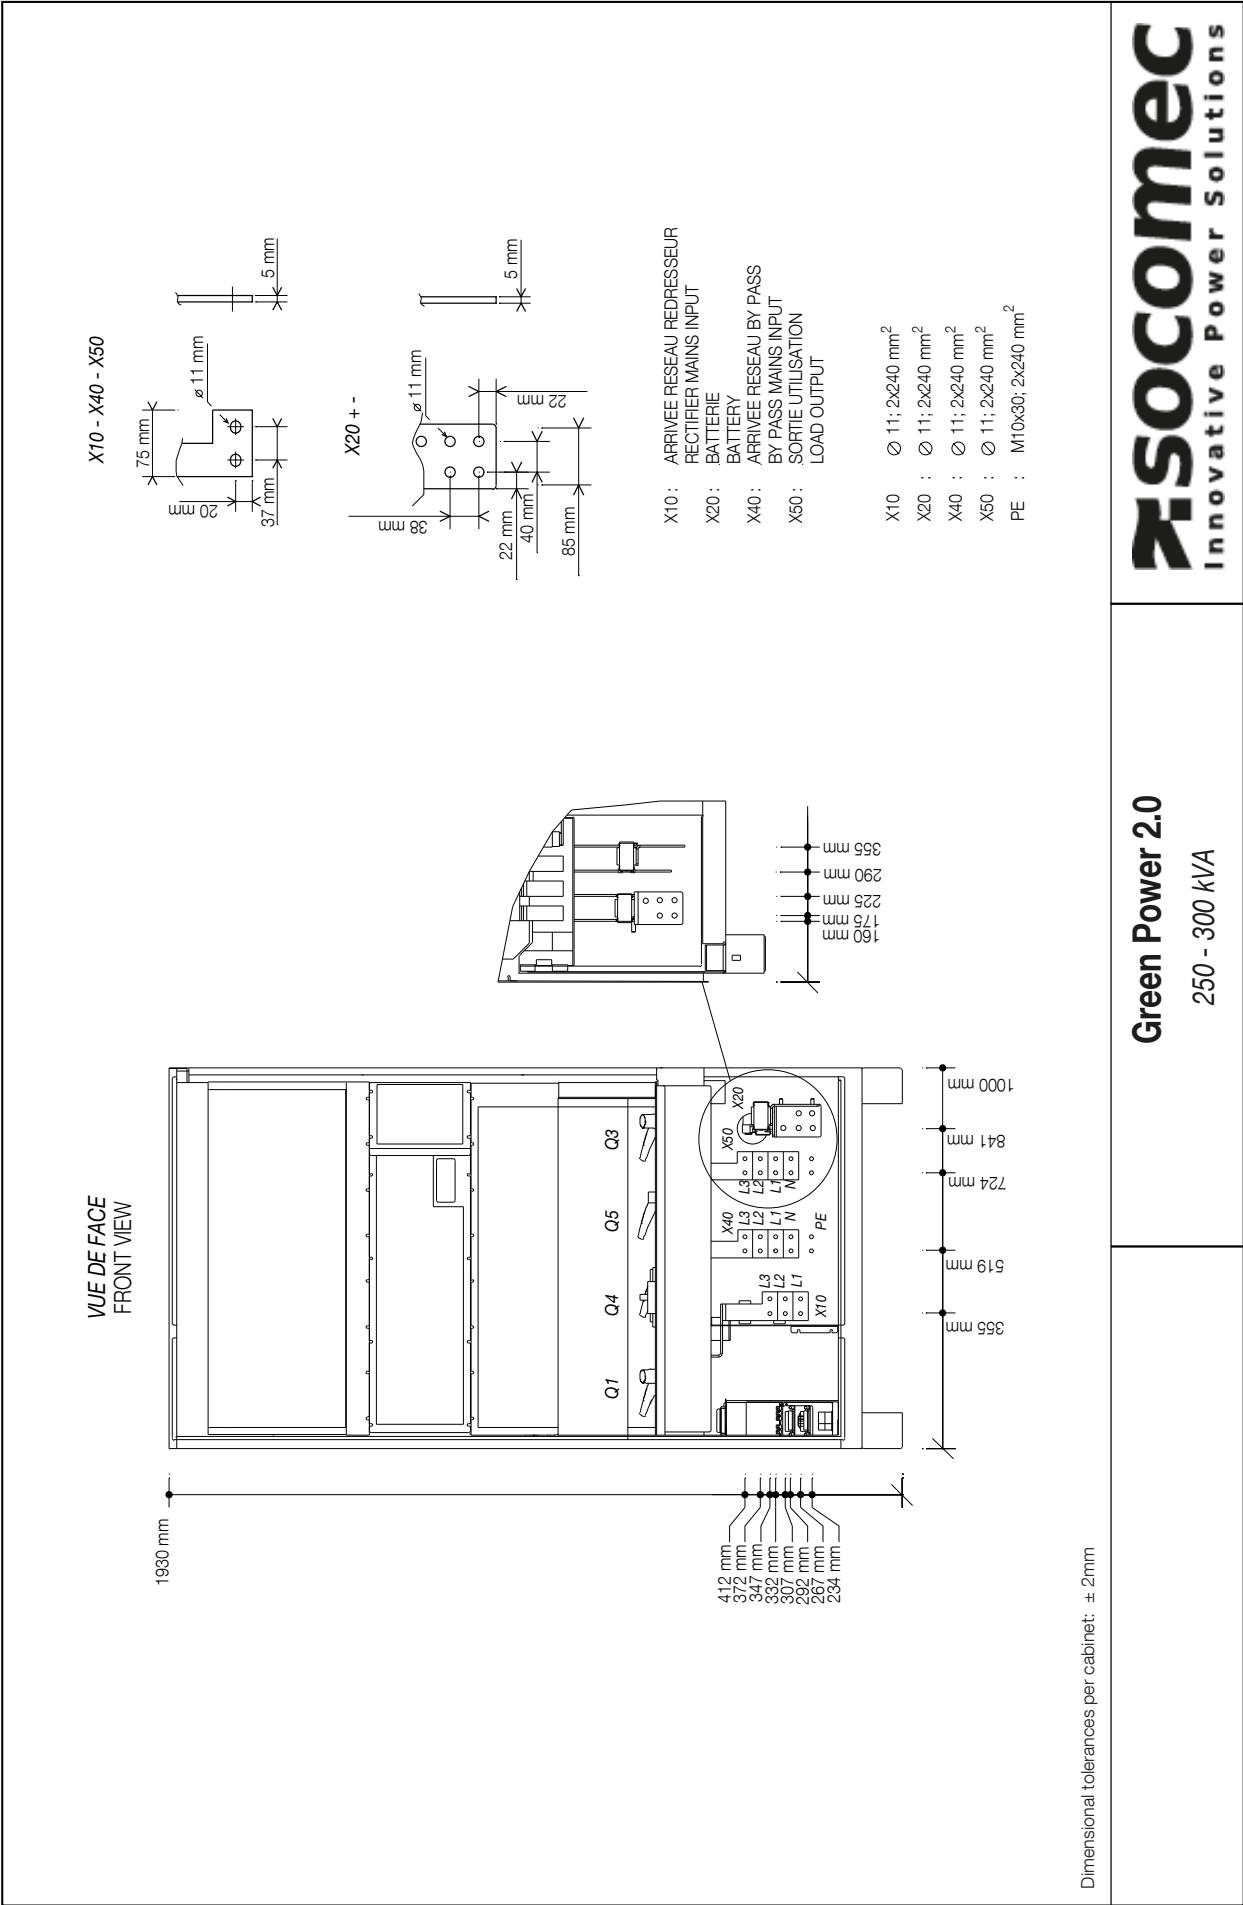 VUE DE FACE
FRONT VIEW
1930 mm
412 mm
372 mm
347 mm
332 mm
307 mm
292 mm
267 mm
234 mm
Q1
Q4
Q5
Q3
X40
X50
X20
L3
L2
L1
X10
L3
L2
L1
N
PE
L3
L2
L1
N
355 mm
519 mm
724 mm
841 mm
1000 mm
160 mm
175 mm
225 mm
290 mm
355 mm
X10 - X40 - X50
75 mm
ø 11 mm
20 mm
37 mm
5 mm
X20 + -
ø 11 mm
38 mm
22 mm
22 mm
40 mm
85 mm
5 mm
X10 : ARRIVEE RESEAU REDRESSEUR
RECTIFIER MAINS INPUT
X20 : BATTERIE
BATTERY
X40 : ARRIVEE RESEAU BY PASS
BY PASS MAINS INPUT
X50 : SORTIE UTILISATION
LOAD OUTPUT
X10 : ∅ 11; 2x240 mm²
X20 : ∅ 11; 2x240 mm²
X40 : ∅ 11; 2x240 mm²
X50 : ∅ 11; 2x240 mm²
PE : M10x30; 2x240 mm²
Dimensional tolerances per cabinet: ± 2mm
Green Power 2.0
250 - 300 kVA
socomec
Innovative Power Solutions